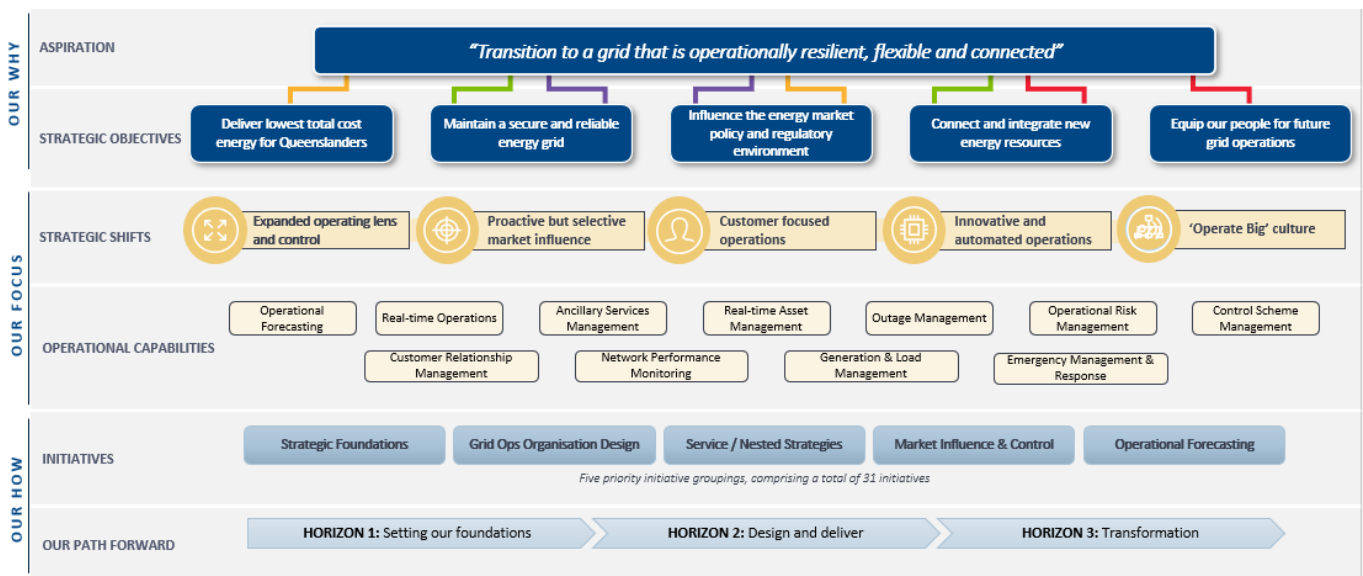 OUR WHY
ASPIRATION
“Transition to a grid that is operationally resilient, flexible and connected”
STRATEGIC OBJECTIVES
Deliver lowest total cost
energy for Queenslanders
Maintain a secure and reliable
energy grid
Influence the energy market
policy and regulatory
environment
Connect and integrate new
energy resources
Equip our people for future
grid operations
OUR FOCUS
STRATEGIC SHIFTS
Expanded operating lens
and control
Proactive but selective
market influence
Customer focused
operations
Innovative and
automated operations
‘Operate Big’ culture
OPERATIONAL CAPABILITIES
Operational
Forecasting
Real-time Operations
Ancillary Services
Management
Real-time Asset
Management
Outage Management
Operational Risk
Management
Control Scheme
Management
Customer Relationship
Management
Network Performance
Monitoring
Generation & Load
Management
Emergency Management &
Response
OUR HOW
INITIATIVES
Strategic Foundations
Grid Ops Organisation Design
Service / Nested Strategies
Market Influence & Control
Operational Forecasting
Five priority initiative groupings, comprising a total of 31 initiatives
OUR PATH FORWARD
HORIZON 1: Setting our foundations
HORIZON 2: Design and deliver
HORIZON 3: Transformation